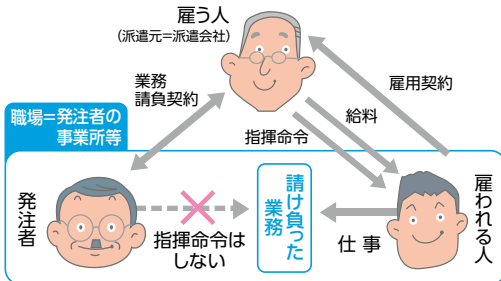 雇う人
(派遣元=派遣会社)
業務
請負契約
雇用契約
給料
指揮命令
職場=発注者の
事業所等
発注者
指揮命令は
しない
請け負った
業務
仕事
雇われる人